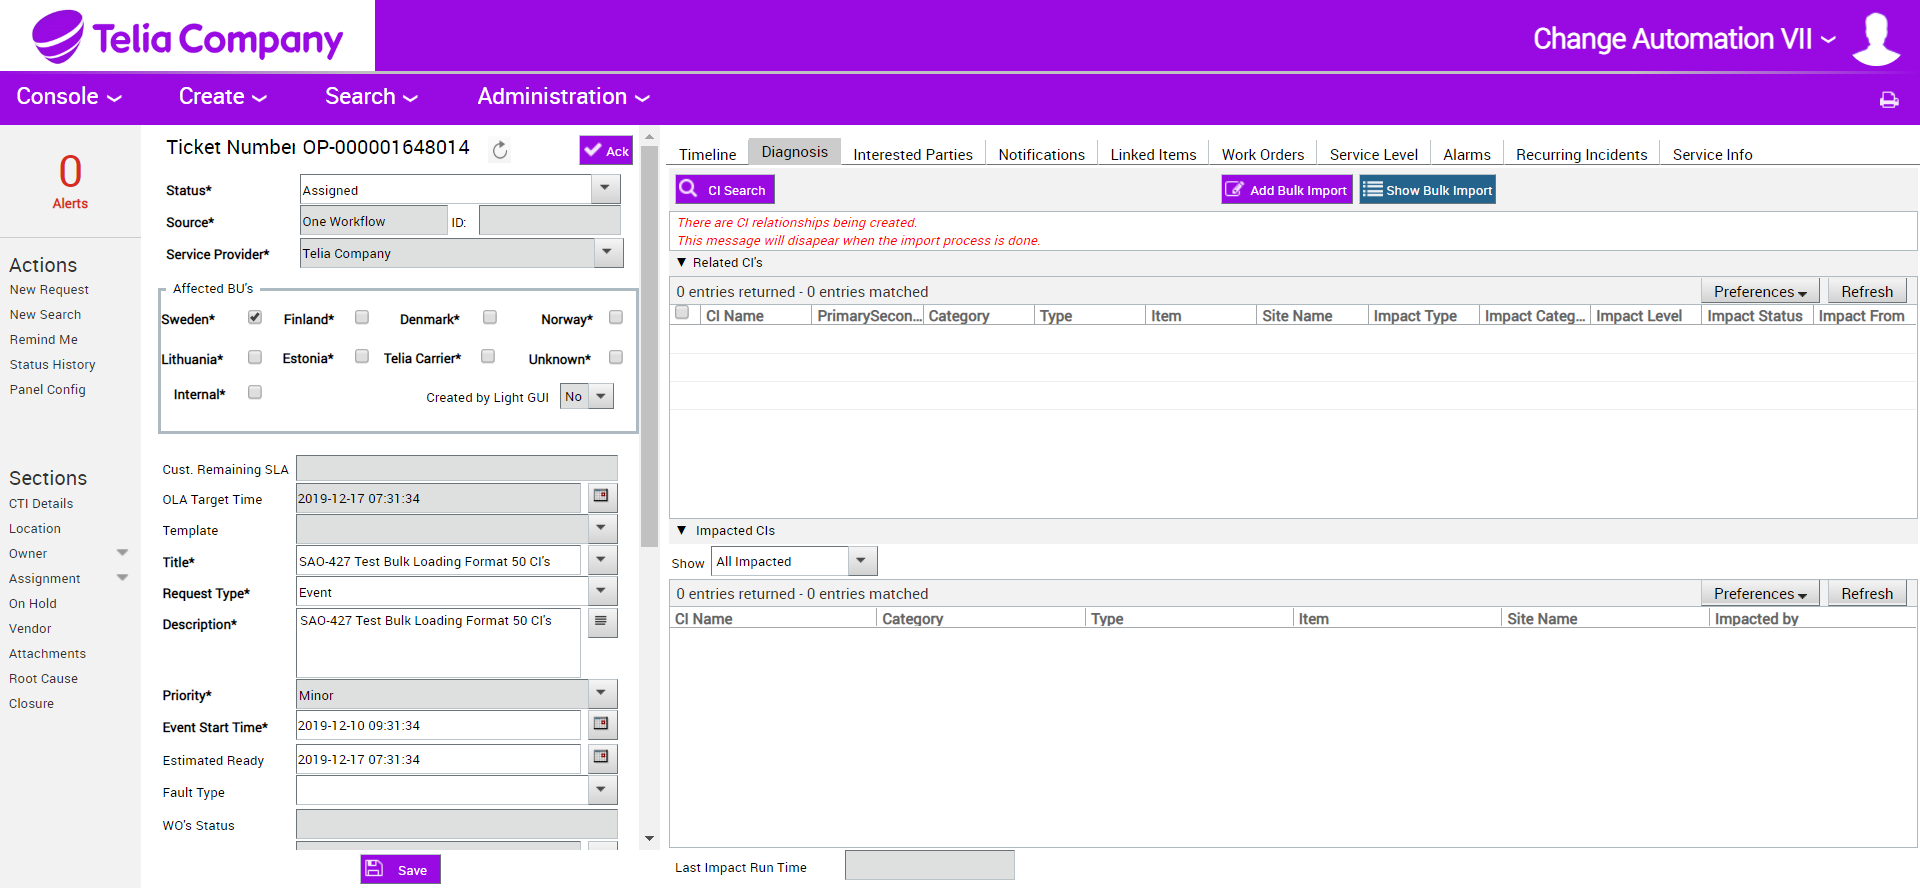 Telia Company
Change Automation VII
Console Create Search Administration
0
Alerts
Actions
New Request
New Search
Remind Me
Status History
Panel Config
Sections
CTI Details
Location
Owner
Assignment
On Hold
Vendor
Attachments
Root Cause
Closure
Ticket Number OP-000001648014
Ack
Status* Assigned
Source* One Workflow ID:
Service Provider* Telia Company
Affected BU's
Sweden* Finland* Denmark* Norway*
Lithuania* Estonia* Telia Carrier* Unknown*
Internal* Created by Light GUI No
Cust. Remaining SLA
OLA Target Time 2019-12-17 07:31:34
Template
Title* SAO-427 Test Bulk Loading Format 50 CI's
Request Type* Event
Description* SAO-427 Test Bulk Loading Format 50 CI's
Priority* Minor
Event Start Time* 2019-12-10 09:31:34
Estimated Ready 2019-12-17 07:31:34
Fault Type
WO's Status
Save
Timeline Diagnosis Interested Parties Notifications Linked Items Work Orders Service Level Alarms Recurring Incidents Service Info
CI Search Add Bulk Import Show Bulk Import
There are CI relationships being created.
This message will disapear when the import process is done.
Related CI's
0 entries returned - 0 entries matched Preferences Refresh
CI Name PrimarySecon... Category Type Item Site Name Impact Type Impact Categ... Impact Level Impact Status Impact From
Impacted CIs
Show All Impacted
0 entries returned - 0 entries matched Preferences Refresh
CI Name Category Type Item Site Name Impacted by
Last Impact Run Time